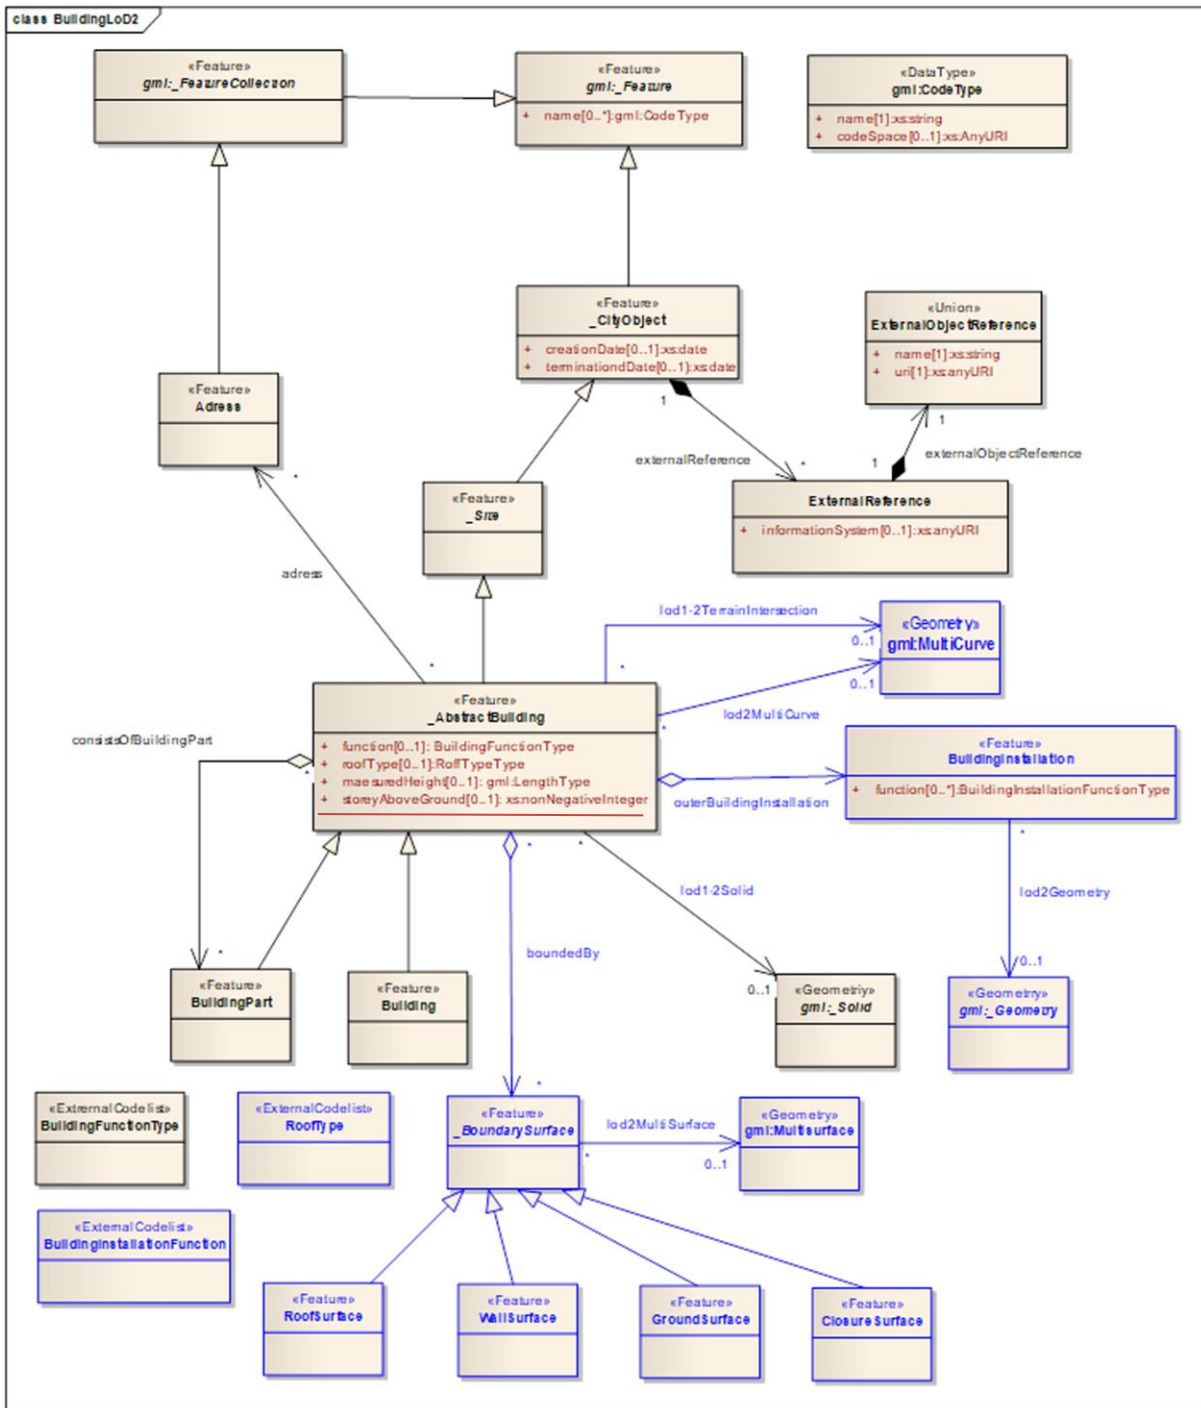 class BuildingLoD2
«Feature»
gml:_FeatureCollection
«Feature»
gml:_Feature
+ name[0..*]:gml:CodeType
«DataType»
gml:CodeType
+ name[1]:xs:string
+ codeSpace[0..1]:xs:AnyURI
«Feature»
_CityObject
+ creationDate[0..1]:xs:date
+ terminationdDate[0..1]:xs:date
«Union»
ExternalObjectReference
+ name[1]:xs:string
+ uri[1]:xs:anyURI
«Feature»
Adress
1
*
externalReference
1
1
externalObjectReference
ExternalReference
+ informationSystem[0..1]:xs:anyURI
«Feature»
_Site
*
adress
*
lod1-2TerrainIntersection
*
0..1
«Geometry»
gml:MultiCurve
0..1
lod2MultiCurve
*
«Feature»
_AbstractBuilding
+ function[0..1]: BuildingFunctionType
+ roofType[0..1]:RoffTypeType
+ maesuredHeight[0..1]: gml:LengthType
+ storeyAboveGround[0..1]: xs:nonNegativeInteger
consistsOfBuildingPart
*
*
outerBuildingInstallation
«Feature»
BuildingInstallation
+ function[0..*]:BuildingInstallationFunctionType
*
lod2Geometry
0..1
*
lod1-2Solid
0..1
*
boundedBy
*
«Feature»
BuildingPart
«Feature»
Building
«Geometriy»
gml:_Solid
«Geometrry»
gml:_Geometry
«ExtrernalCodelist»
BuildingFunctionType
«ExternalCodelist»
RoofType
«Feature»
_BoundarySurface
lod2MultiSurface
*
0..1
«Geometry»
gml:Multisurface
«ExternalCodelist»
BuildingInstallationFunction
«Feature»
RoofSurface
«Feature»
WallSurface
«Feature»
GroundSurface
«Feature»
ClosureSurface